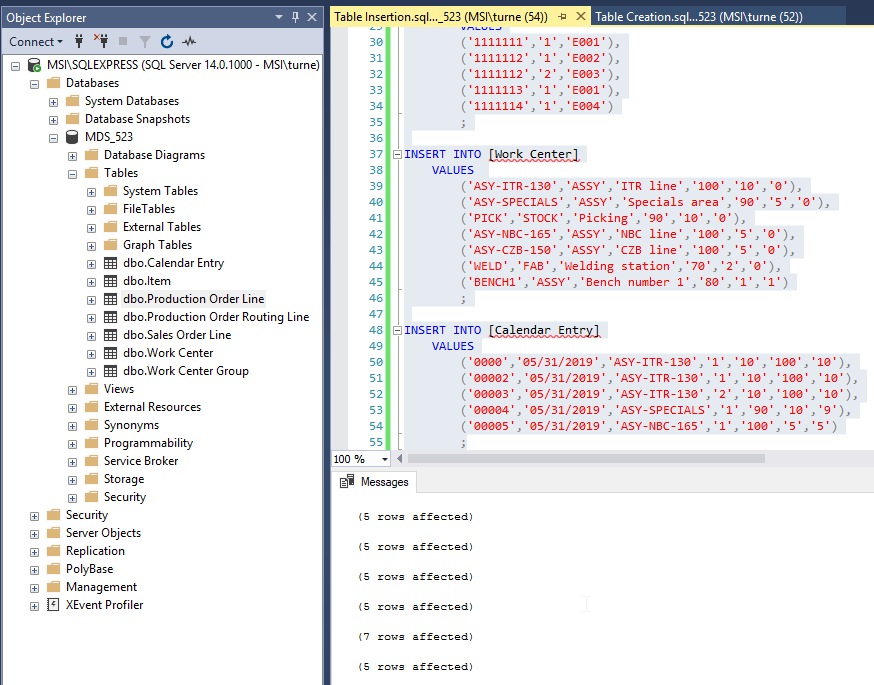 Object Explorer
Connect
MSI\SQLEXPRESS (SQL Server 14.0.1000 - MSI\turne)
Databases
System Databases
Database Snapshots
MDS_523
Database Diagrams
Tables
System Tables
FileTables
External Tables
Graph Tables
dbo.Calendar Entry
dbo.Item
dbo.Production Order Line
dbo.Production Order Routing Line
dbo.Sales Order Line
dbo.Work Center
dbo.Work Center Group
Views
External Resources
Synonyms
Programmability
Service Broker
Storage
Security
Security
Server Objects
Replication
PolyBase
Management
XEvent Profiler
Table Insertion.sql..._523 (MSI\turne (54))
Table Creation.sql...523 (MSI\turne (52))
29 VALUES
30 ('1111111','1','E001'),
31 ('1111112','1','E002'),
32 ('1111112','2','E003'),
33 ('1111113','1','E001'),
34 ('1111114','1','E004')
35 ;
36
37 INSERT INTO [Work Center]
38 VALUES
39 ('ASY-ITR-130','ASSY','ITR line','100','10','0'),
40 ('ASY-SPECIALS','ASSY','Specials area','90','5','0'),
41 ('PICK','STOCK','Picking','90','10','0'),
42 ('ASY-NBC-165','ASSY','NBC line','100','5','0'),
43 ('ASY-CZB-150','ASSY','CZB line','100','5','0'),
44 ('WELD','FAB','Welding station','70','2','0'),
45 ('BENCH1','ASSY','Bench number 1','80','1','1')
46 ;
47
48 INSERT INTO [Calendar Entry]
49 VALUES
50 ('0000','05/31/2019','ASY-ITR-130','1','10','100','10'),
51 ('00002','05/31/2019','ASY-ITR-130','1','10','100','10'),
52 ('00003','05/31/2019','ASY-ITR-130','2','10','100','10'),
53 ('00004','05/31/2019','ASY-SPECIALS','1','90','10','9'),
54 ('00005','05/31/2019','ASY-NBC-165','1','100','5','5')
55 ;
100 %
Messages
(5 rows affected)
(5 rows affected)
(5 rows affected)
(5 rows affected)
(7 rows affected)
(5 rows affected)